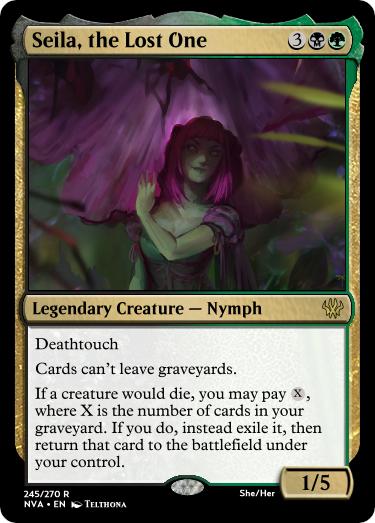 Seila, the Lost One 3
Legendary Creature — Nymph
Deathtouch
Cards can't leave graveyards.
If a creature would die, you may pay X,
where X is the number of cards in your
graveyard. If you do, instead exile it, then
return that card to the battlefield under
your control.
1/5
245/270 R
She/Her
NVA • EN Telthona